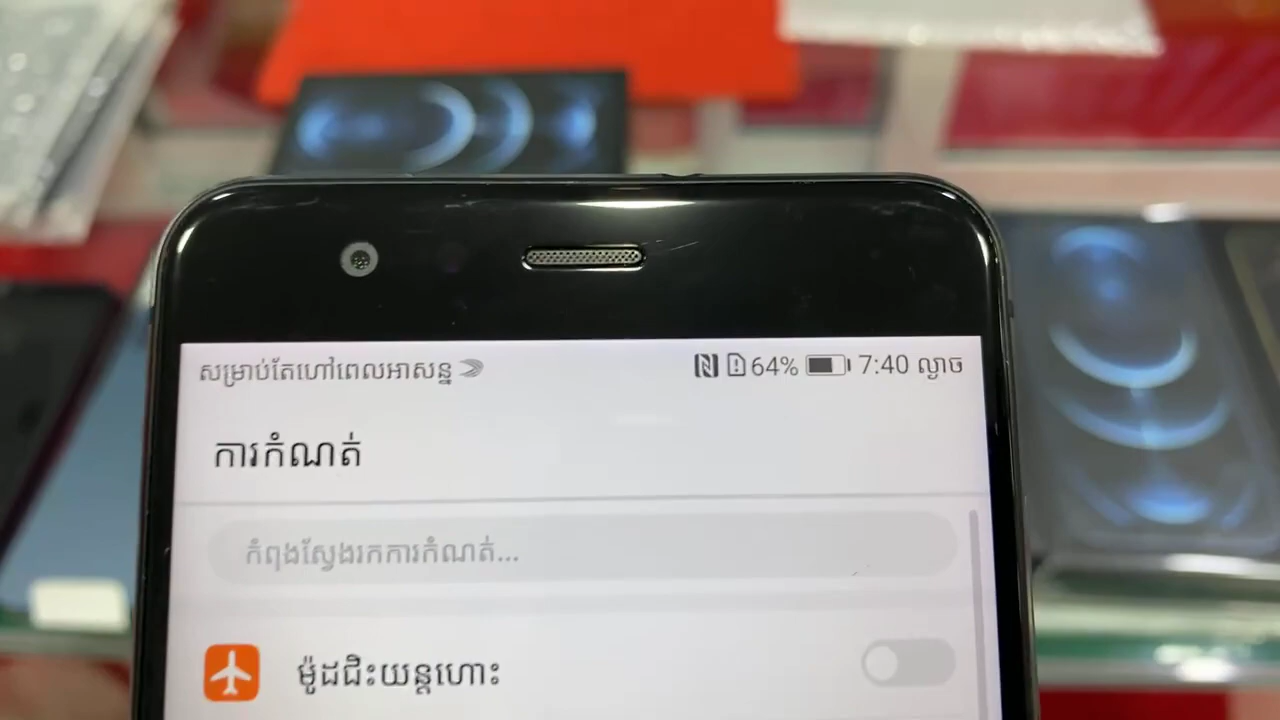 សម្រាប់តែហៅពេលអាសន្ន 64% 7:40 ល្ងាច
ការកំណត់
កំពុងស្វែងរកការកំណត់...
ម៉ូដជិះយន្តហោះ